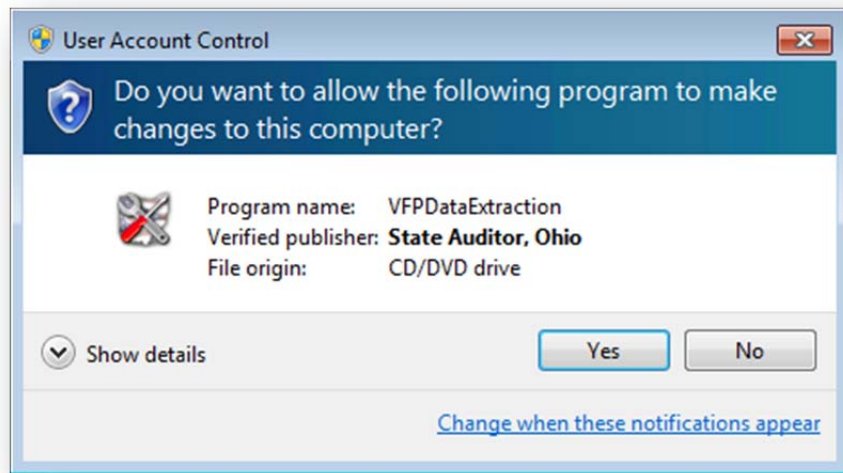 User Account Control
Do you want to allow the following program to make
changes to this computer?
Program name: VFPDataExtraction
Verified publisher: State Auditor, Ohio
File origin: CD/DVD drive
Show details
Yes
No
Change when these notifications appear